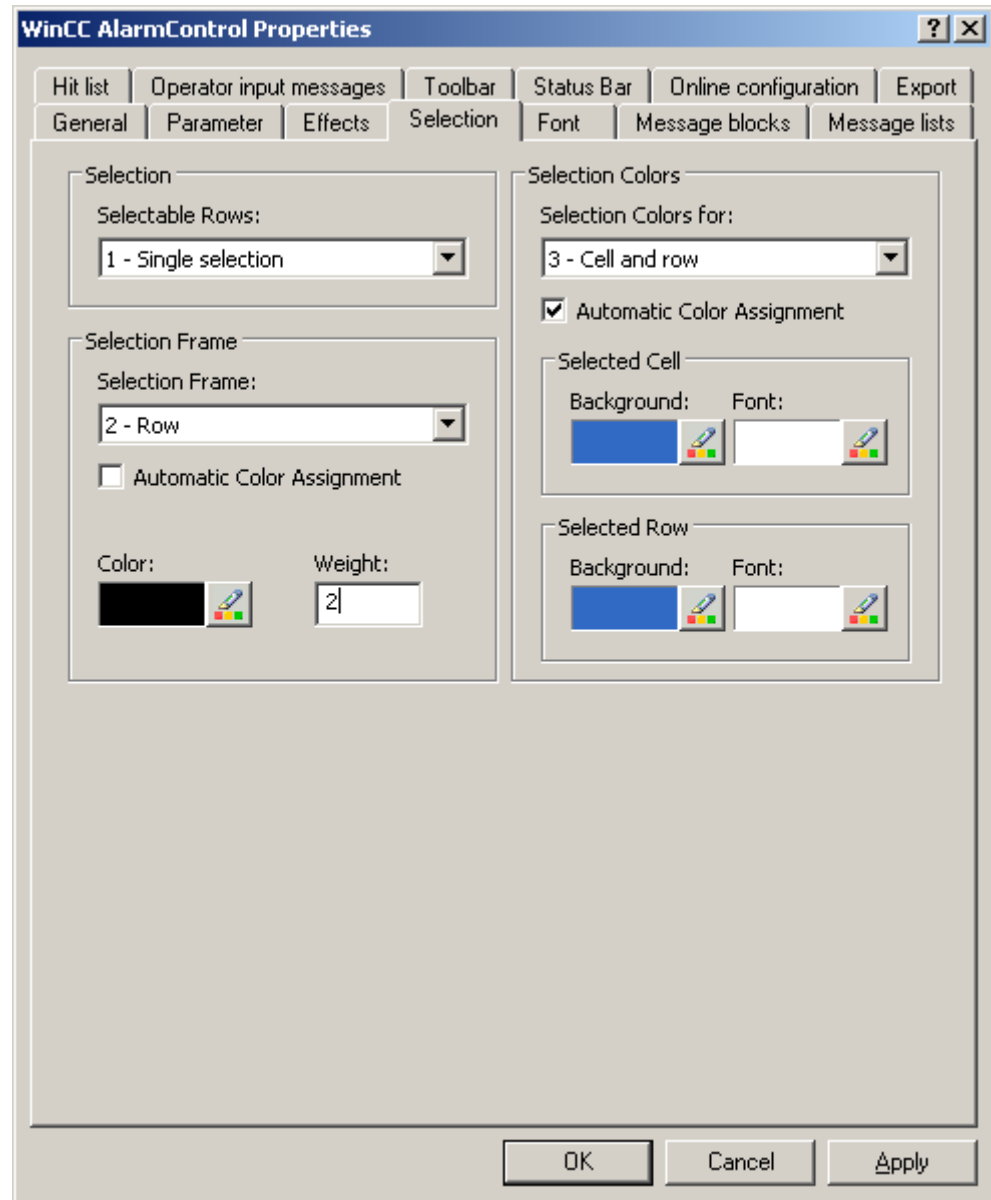 WinCC AlarmControl Properties
Hit list Operator input messages Toolbar Status Bar Online configuration Export
General Parameter Effects Selection Font Message blocks Message lists
Selection
Selectable Rows:
1 - Single selection
Selection Frame
Selection Frame:
2 - Row
Automatic Color Assignment
Color: Weight:
2
Selection Colors
Selection Colors for:
3 - Cell and row
Automatic Color Assignment
Selected Cell
Background: Font:
Selected Row
Background: Font:
OK Cancel Apply